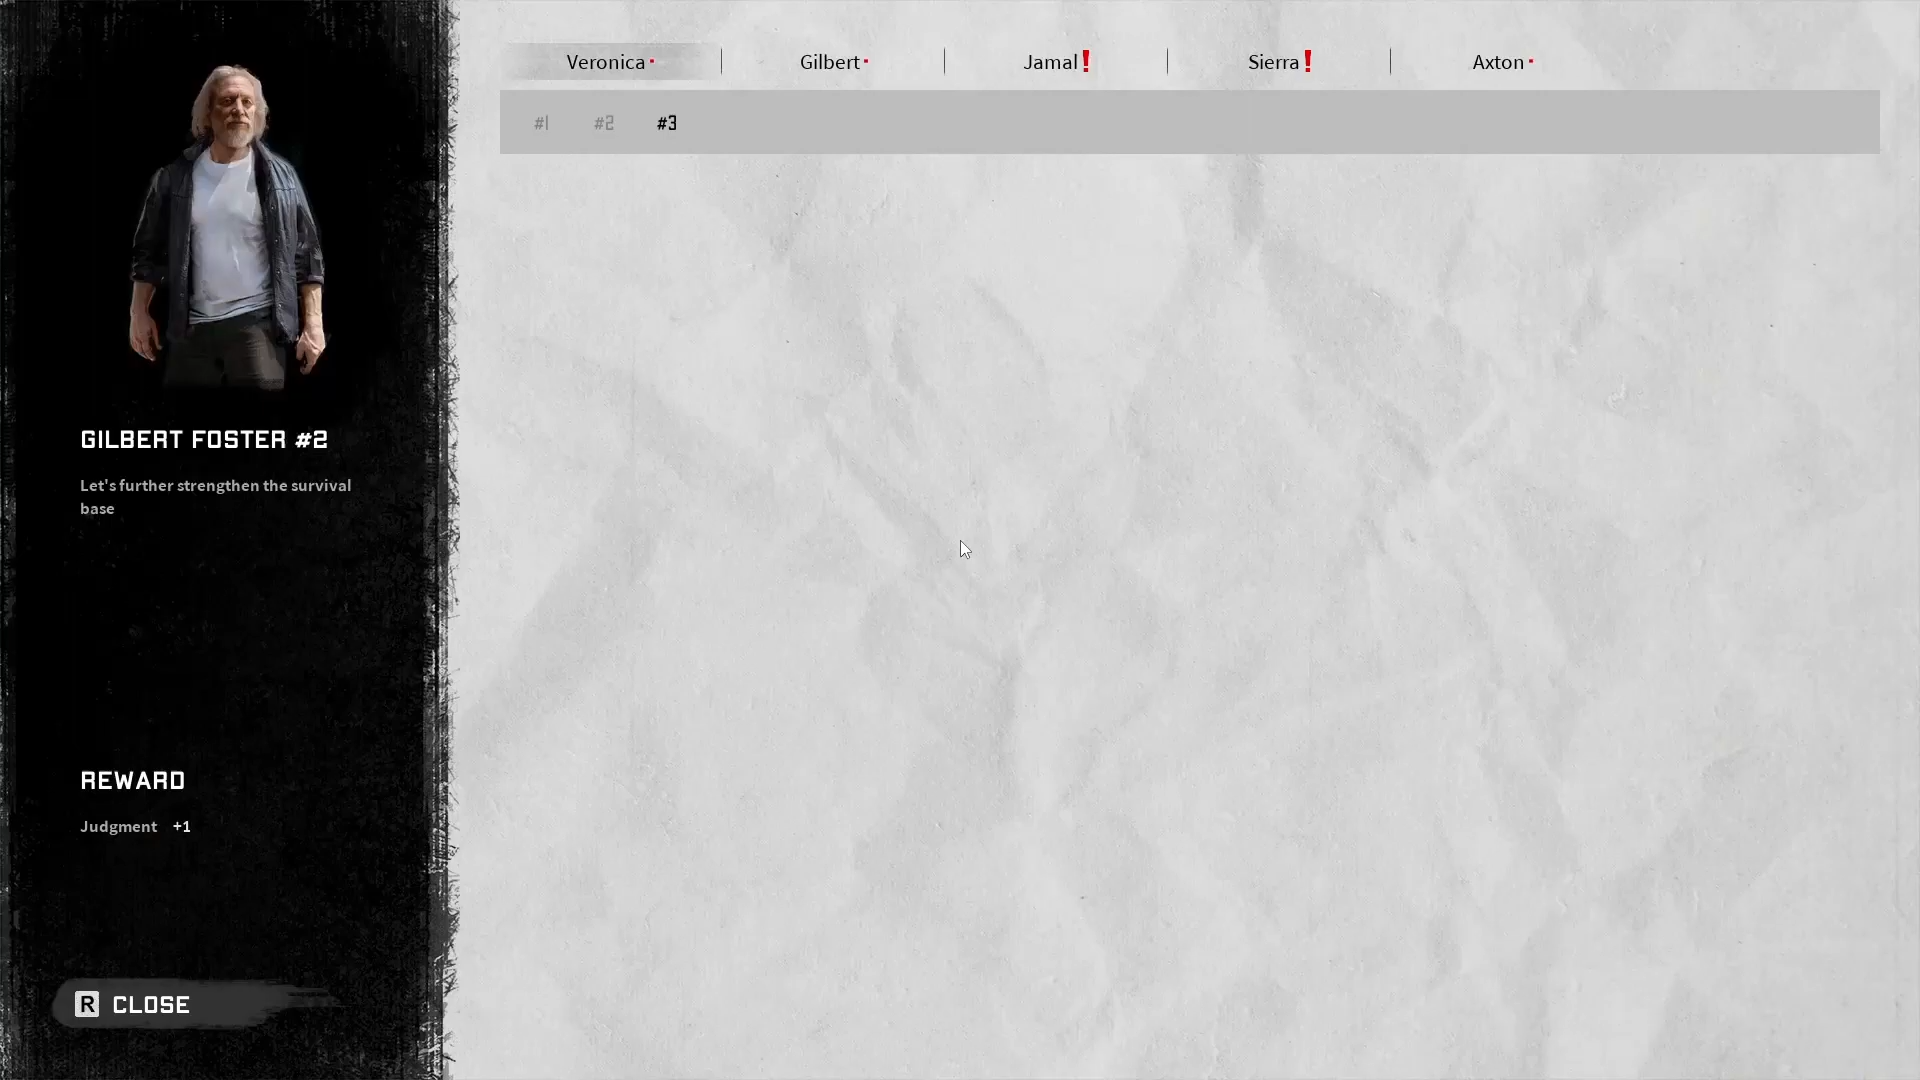 Veronica
Gilbert
Jamal!
Sierra!
Axton
#1
#2
#3
GILBERT FOSTER #2
Let's further strengthen the survival
base
REWARD
Judgment +1
R CLOSE